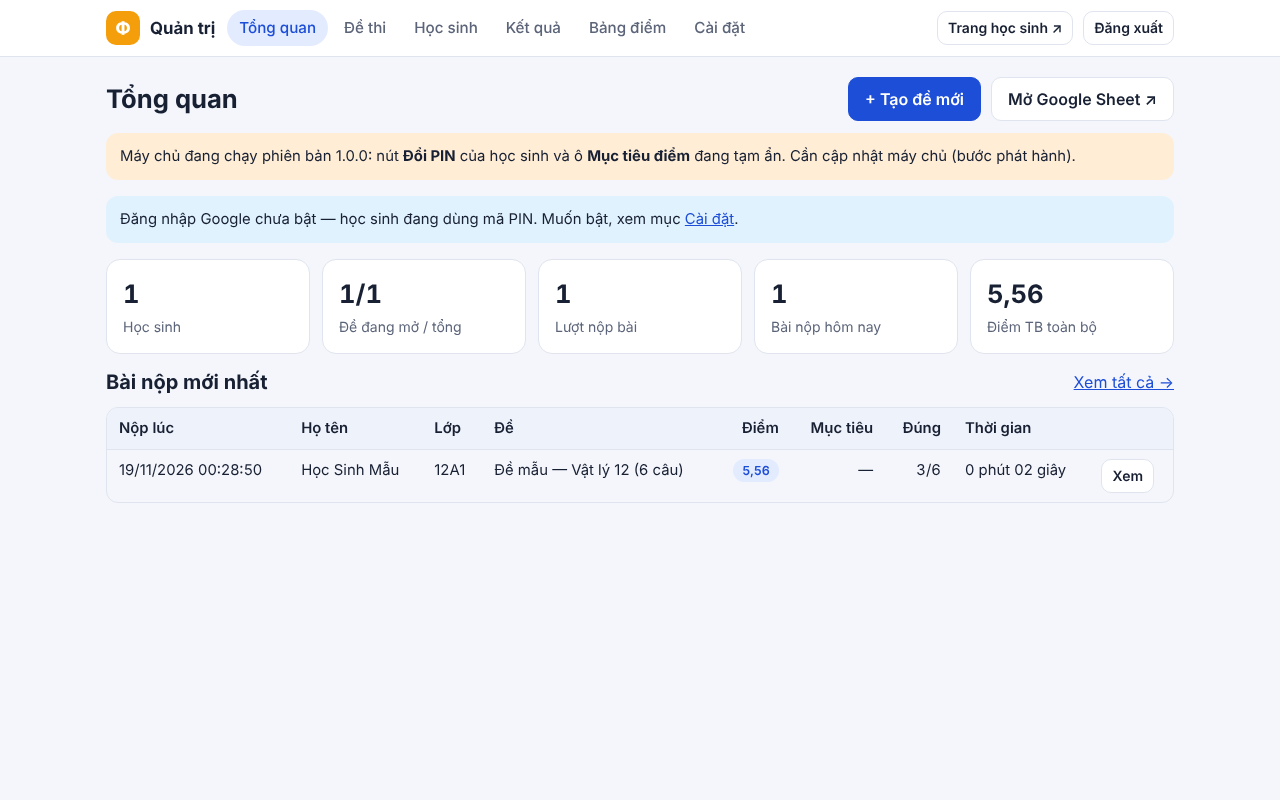 Φ Quản trị Tổng quan Đề thi Học sinh Kết quả Bảng điểm Cài đặt Trang học sinh ↗ Đăng xuất
Tổng quan + Tạo đề mới Mở Google Sheet ↗
Máy chủ đang chạy phiên bản 1.0.0: nút Đổi PIN của học sinh và ô Mục tiêu điểm đang tạm ẩn. Cần cập nhật máy chủ (bước phát hành).
Đăng nhập Google chưa bật — học sinh đang dùng mã PIN. Muốn bật, xem mục Cài đặt.
1 1/1 1 1 5,56
Học sinh Đề đang mở / tổng Lượt nộp bài Bài nộp hôm nay Điểm TB toàn bộ
Bài nộp mới nhất Xem tất cả →
Nộp lúc Họ tên Lớp Đề Điểm Mục tiêu Đúng Thời gian
19/11/2026 00:28:50 Học Sinh Mẫu 12A1 Đề mẫu — Vật lý 12 (6 câu) 5,56 — 3/6 0 phút 02 giây Xem